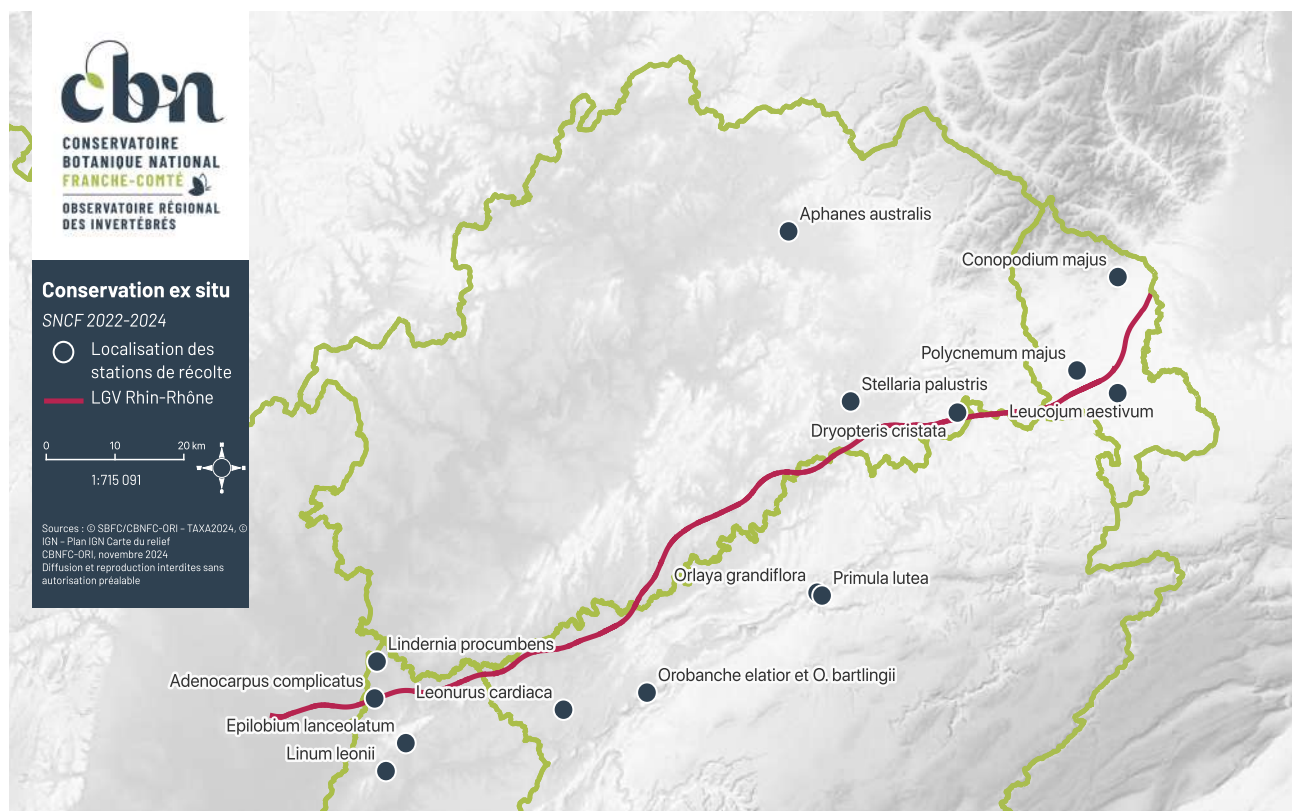 cbn
CONSERVATOIRE
BOTANIQUE NATIONAL
FRANCHE-COMTÉ
OBSERVATOIRE RÉGIONAL
DES INVERTÉBRÉS
Conservation ex situ
SNCF 2022-2024
Localisation des
stations de récolte
LGV Rhin-Rhône
0 10 20 km
1:715 091
Sources : © SBFC/CBNFC-ORI - TAXA2024, ©
IGN - Plan IGN Carte du relief
CBNFC-ORI, novembre 2024
Diffusion et reproduction interdites sans
autorisation préalable
Aphanes australis
Conopodium majus
Polycnemum majus
Stellaria palustris
Leucojum aestivum
Dryopteris cristata
Orlaya grandiflora
Primula lutea
Lindernia procumbens
Orobanche elatior et O. bartlingii
Adenocarpus complicatus
Leonurus cardiaca
Epilobium lanceolatum
Linum leonii